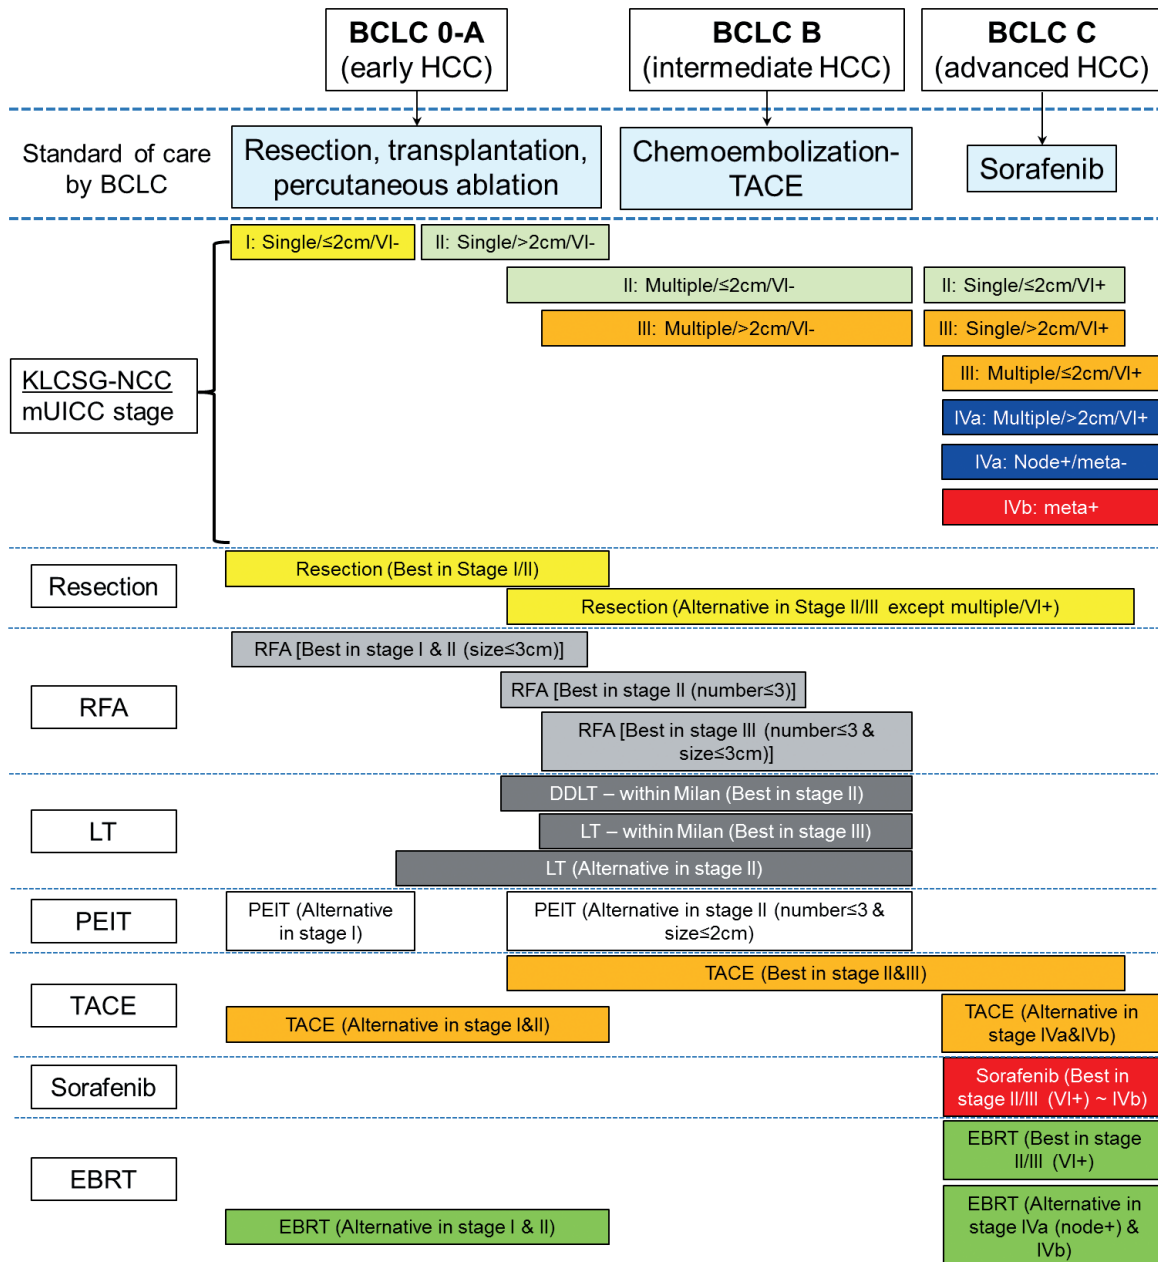 BCLC 0-A
(early HCC)
BCLC B
(intermediate HCC)
BCLC C
(advanced HCC)
Standard of care
by BCLC
Resection, transplantation,
percutaneous ablation
Chemoembolization-
TACE
Sorafenib
I: Single/≤2cm/VI-
II: Single/>2cm/VI-
II: Multiple/≤2cm/VI-
II: Single/≤2cm/VI+
III: Multiple/>2cm/VI-
III: Single/>2cm/VI+
KLCSG-NCC
mUICC stage
III: Multiple/≤2cm/VI+
IVa: Multiple/>2cm/VI+
IVa: Node+/meta-
IVb: meta+
Resection
Resection (Best in Stage I/II)
Resection (Alternative in Stage II/III except multiple/VI+)
RFA
RFA [Best in stage I & II (size≤3cm)]
RFA [Best in stage II (number≤3)]
RFA [Best in stage III (number≤3 &
size≤3cm)]
LT
DDLT – within Milan (Best in stage II)
LT – within Milan (Best in stage III)
LT (Alternative in stage II)
PEIT
PEIT (Alternative
in stage I)
PEIT (Alternative in stage II (number≤3 &
size≤2cm)
TACE
TACE (Best in stage II&III)
TACE (Alternative in stage I&II)
TACE (Alternative in
stage IVa&IVb)
Sorafenib
Sorafenib (Best in
stage II/III (VI+) ~ IVb)
EBRT
EBRT (Best in stage
II/III (VI+)
EBRT (Alternative in stage I & II)
EBRT (Alternative in
stage IVa (node+) &
IVb)